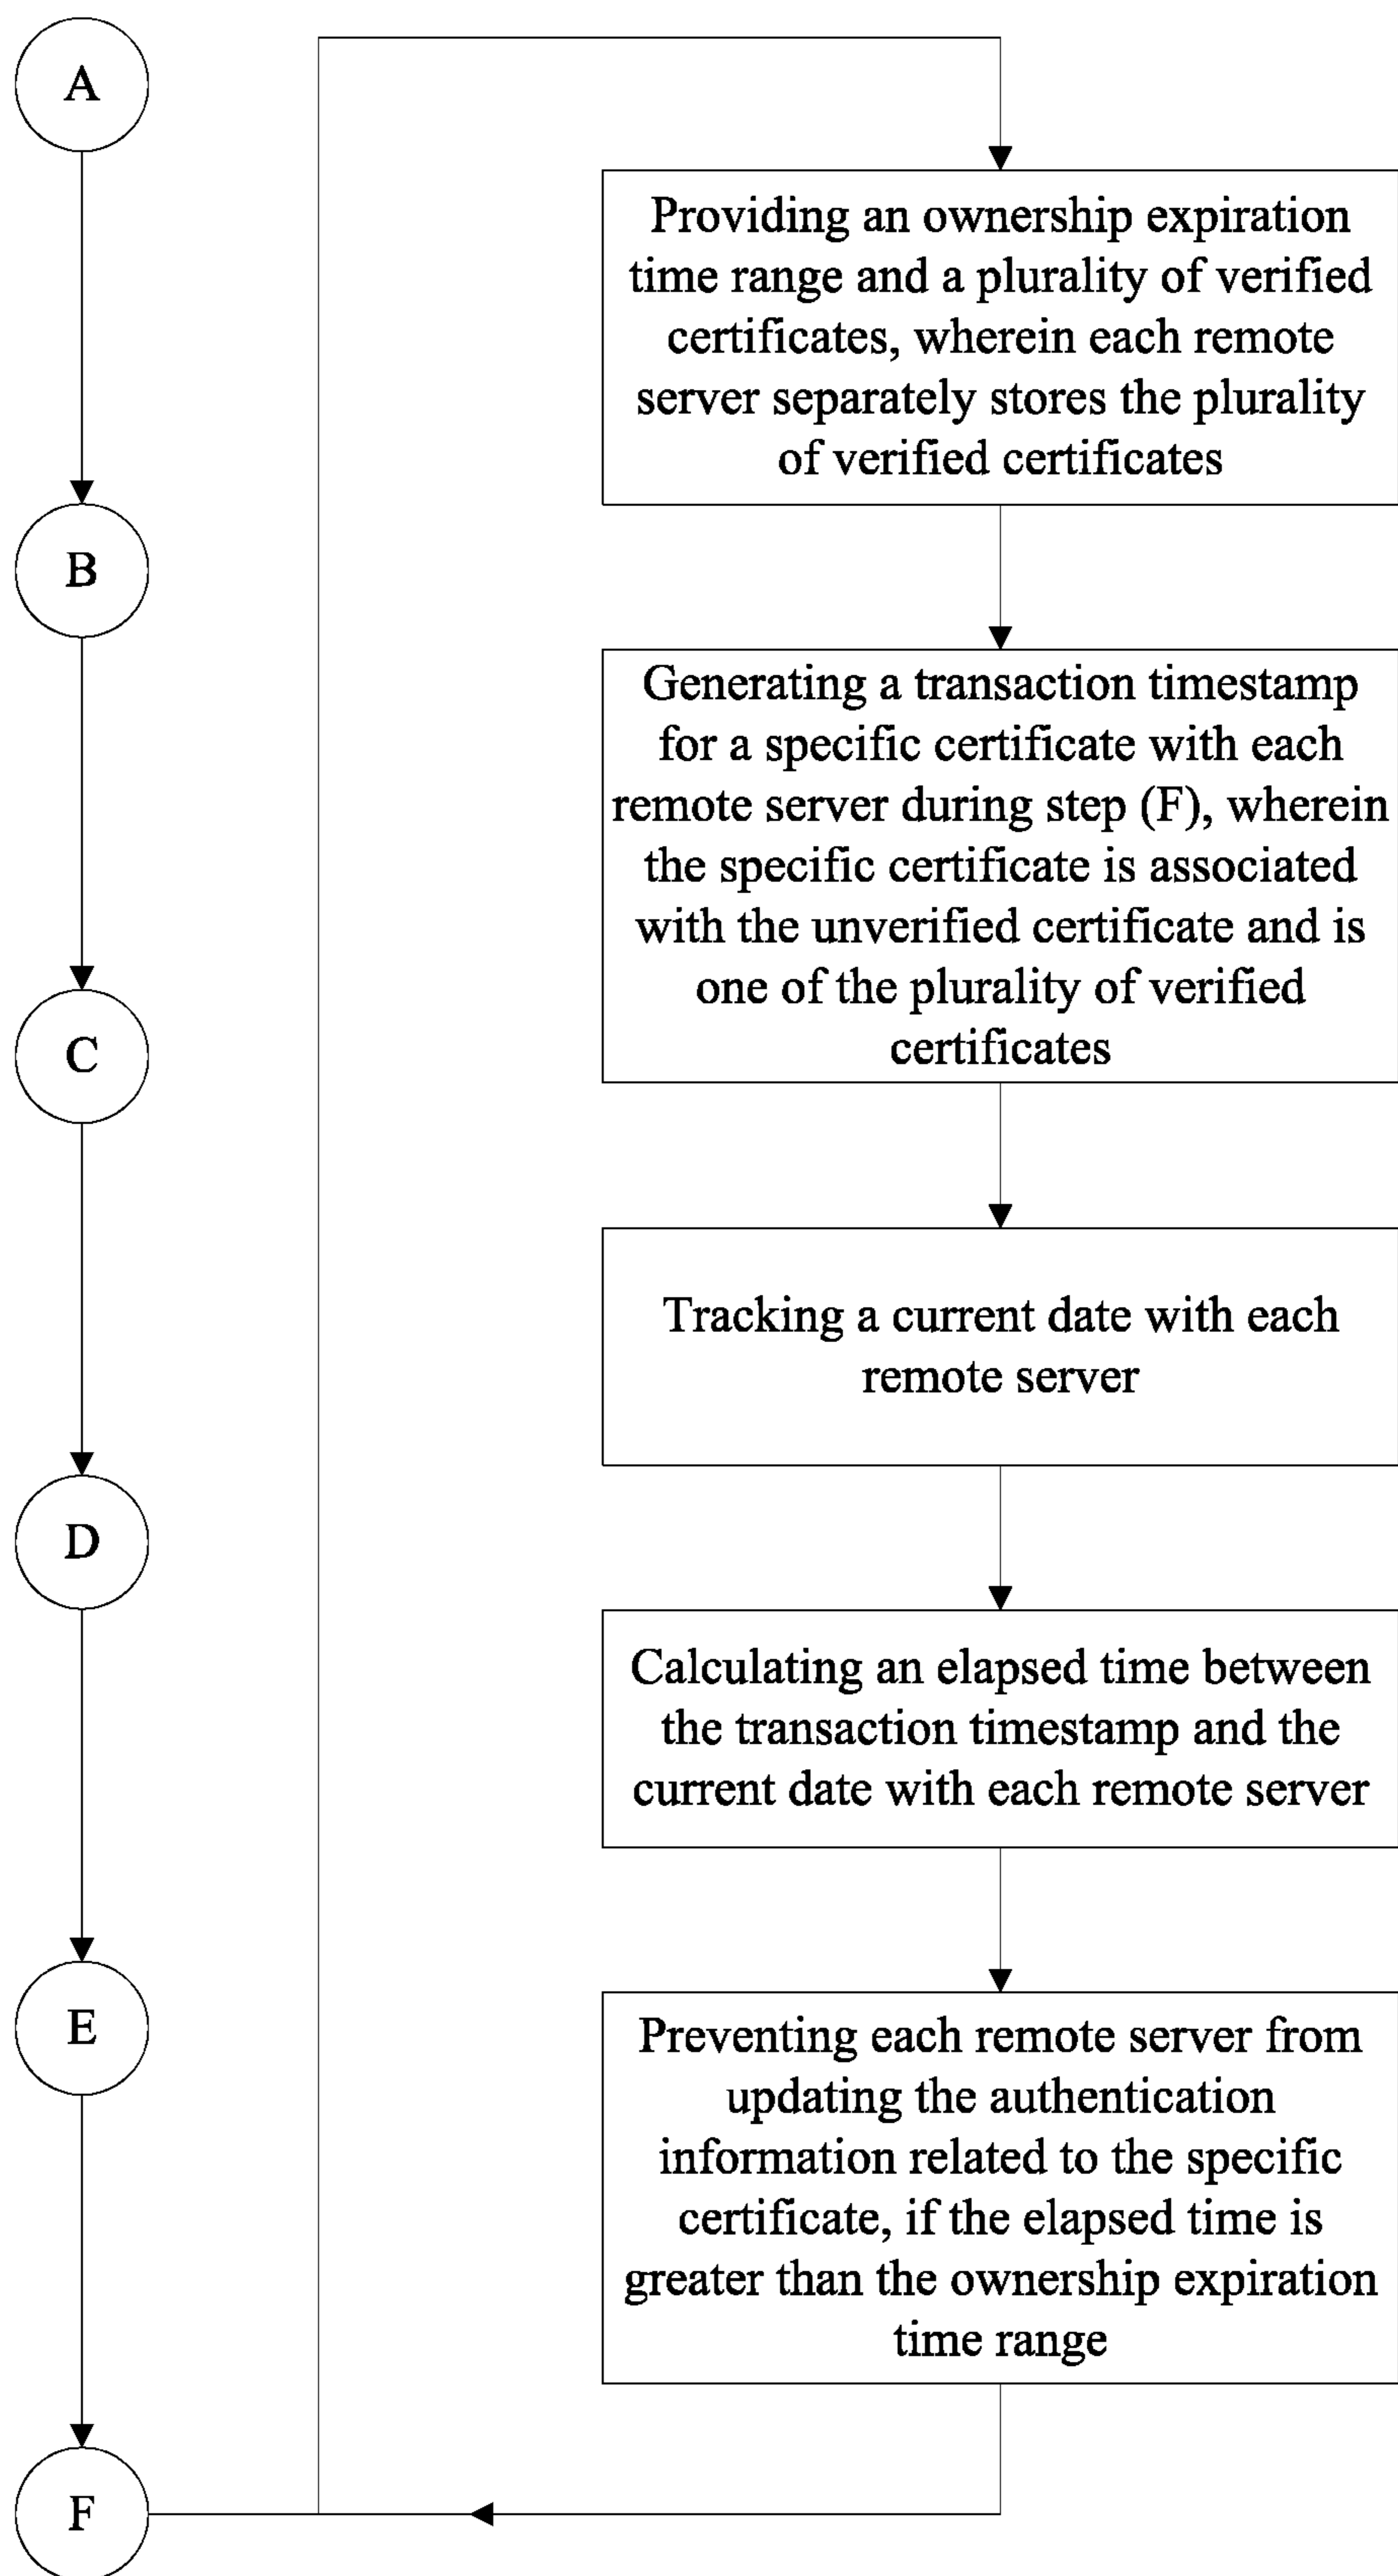 A
B
C
D
E
F
Providing an ownership expiration
time range and a plurality of verified
certificates, wherein each remote
server separately stores the plurality
of verified certificates
Generating a transaction timestamp
for a specific certificate with each
remote server during step (F), wherein
the specific certificate is associated
with the unverified certificate and is
one of the plurality of verified
certificates
Tracking a current date with each
remote server
Calculating an elapsed time between
the transaction timestamp and the
current date with each remote server
Preventing each remote server from
updating the authentication
information related to the specific
certificate, if the elapsed time is
greater than the ownership expiration
time range